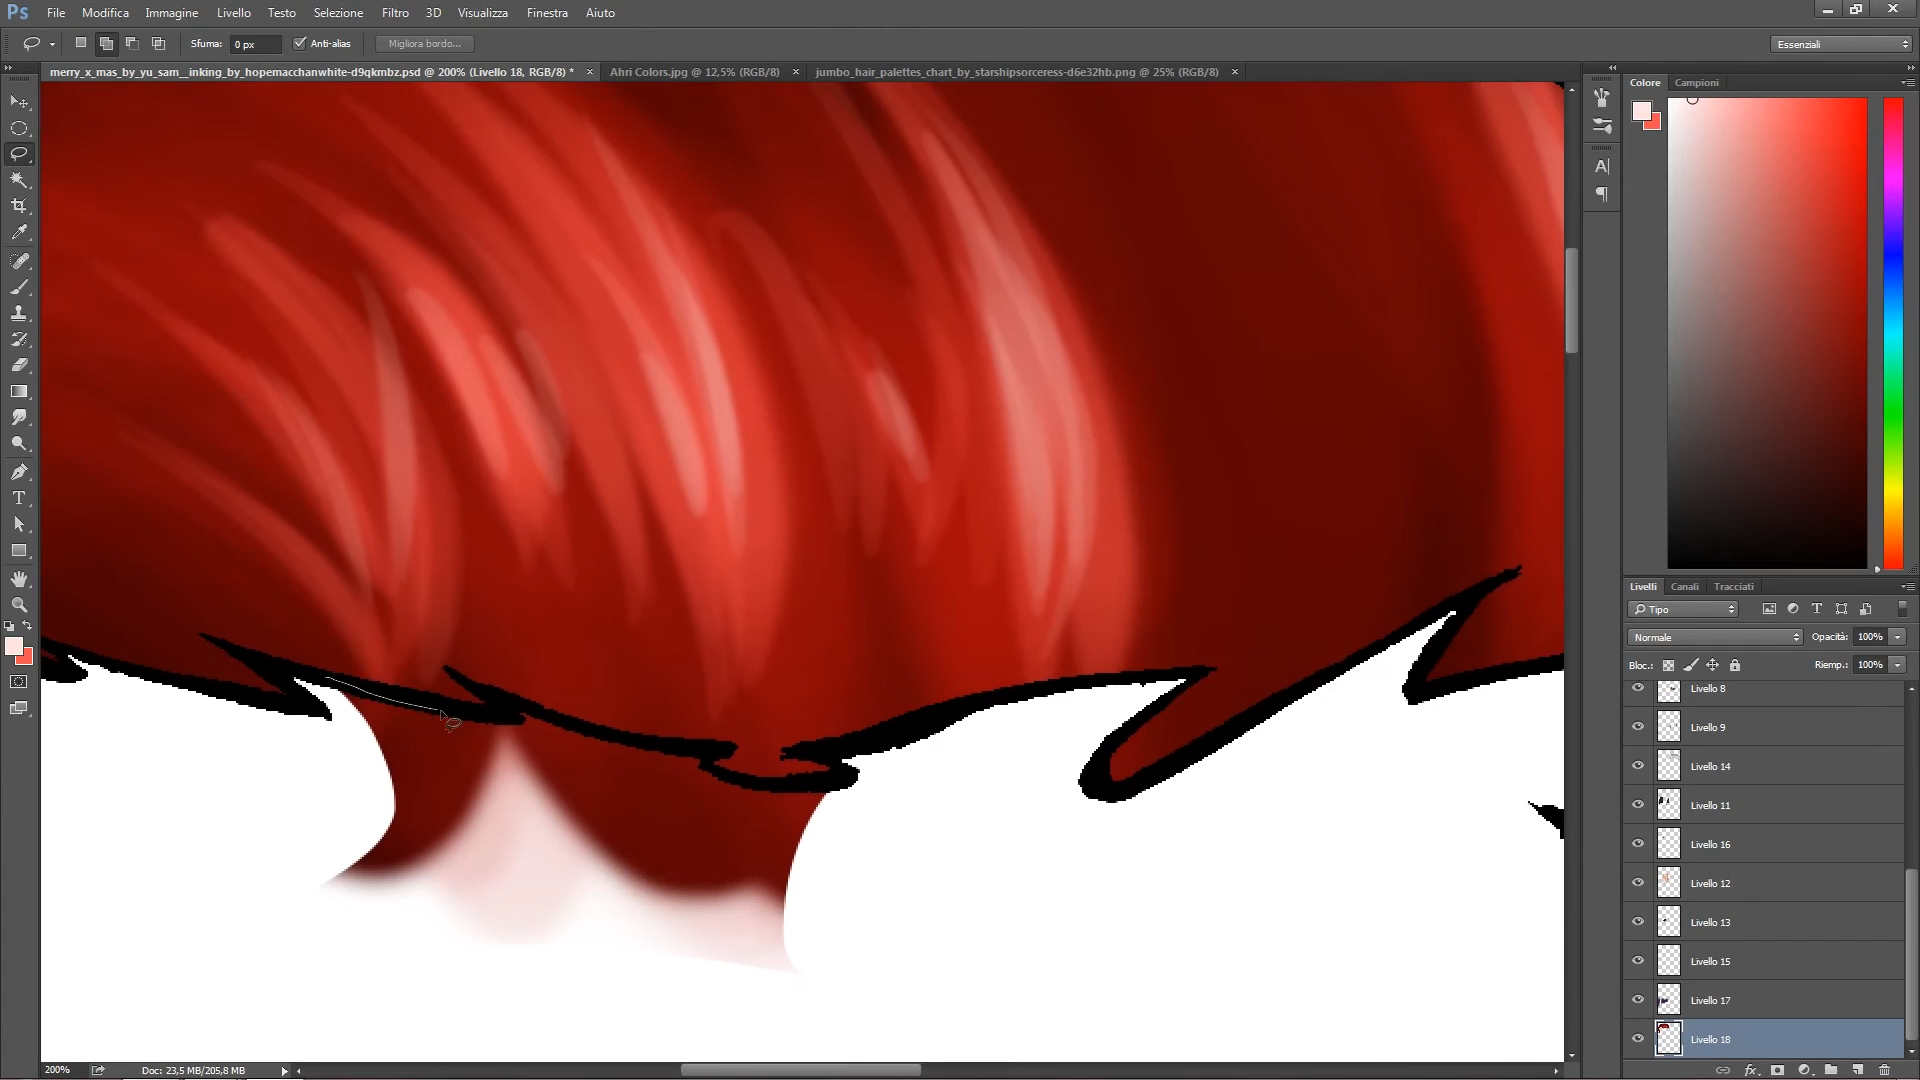 Ps File Modifica Immagine Livello Testo Selezione Filtro 3D Visualizza Finestra Aiuto
Sfuma: 0 px Anti-alias Migliora bordo... Essenziali
merry_x_mas_by_yu_sam__inking_by_hopemacchanwhite-d9qkmbz.psd @ 200% (Livello 18, RGB/8) * × Ahri Colors.jpg @ 12,5% (RGB/8) × jumbo_hair_palettes_chart_by_starshipsorceress-d6e32hb.png @ 25% (RGB/8) ×
Colore Campioni
Livelli Canali Tracciati
Tipo
Normale Opacità: 100%
Bloc.: Riemp.: 100%
Livello 8
Livello 9
Livello 14
Livello 11
Livello 16
Livello 12
Livello 13
Livello 15
Livello 17
Livello 18
fx
200% Doc: 23,5 MB/205,8 MB